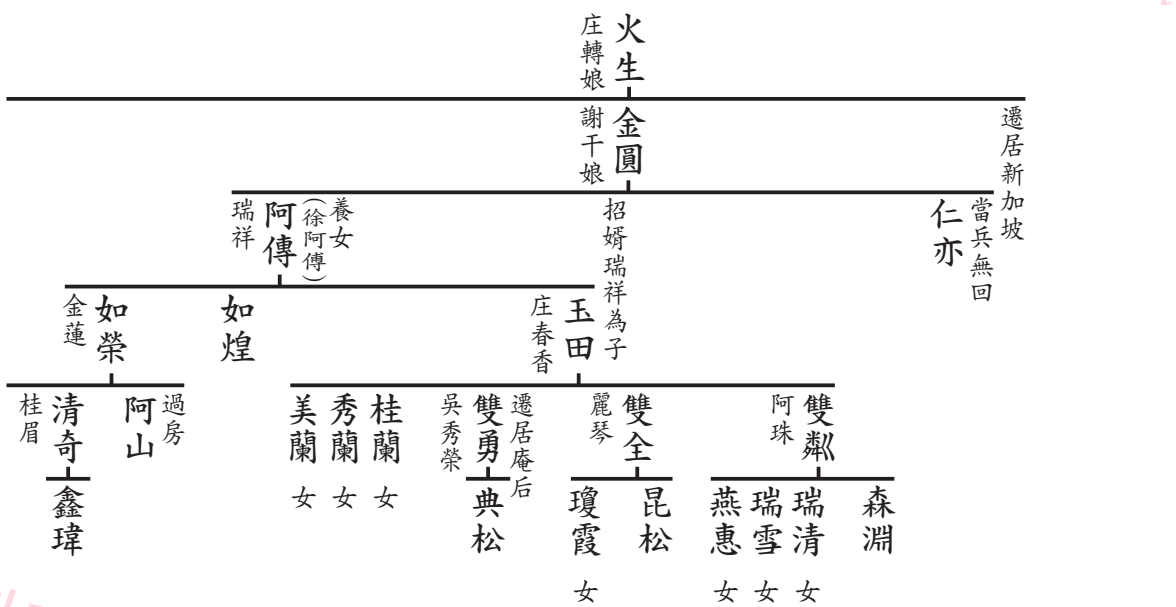 火生
庄轉娘
遷居新加坡
金圓
謝干娘
當兵無回
仁亦
招婿瑞祥為子
養女
(徐阿傳)
阿傳
瑞祥
玉田
庄春香
如煌
如榮
金蓮
雙粼
阿珠
雙全
麗琴
遷居庵后
雙勇
吳秀榮
桂蘭 女
秀蘭 女
美蘭 女
過房
阿山
清奇
桂眉
森淵
瑞清 女
瑞雪 女
燕惠 女
昆松
瓊霞 女
典松
鑫瑋